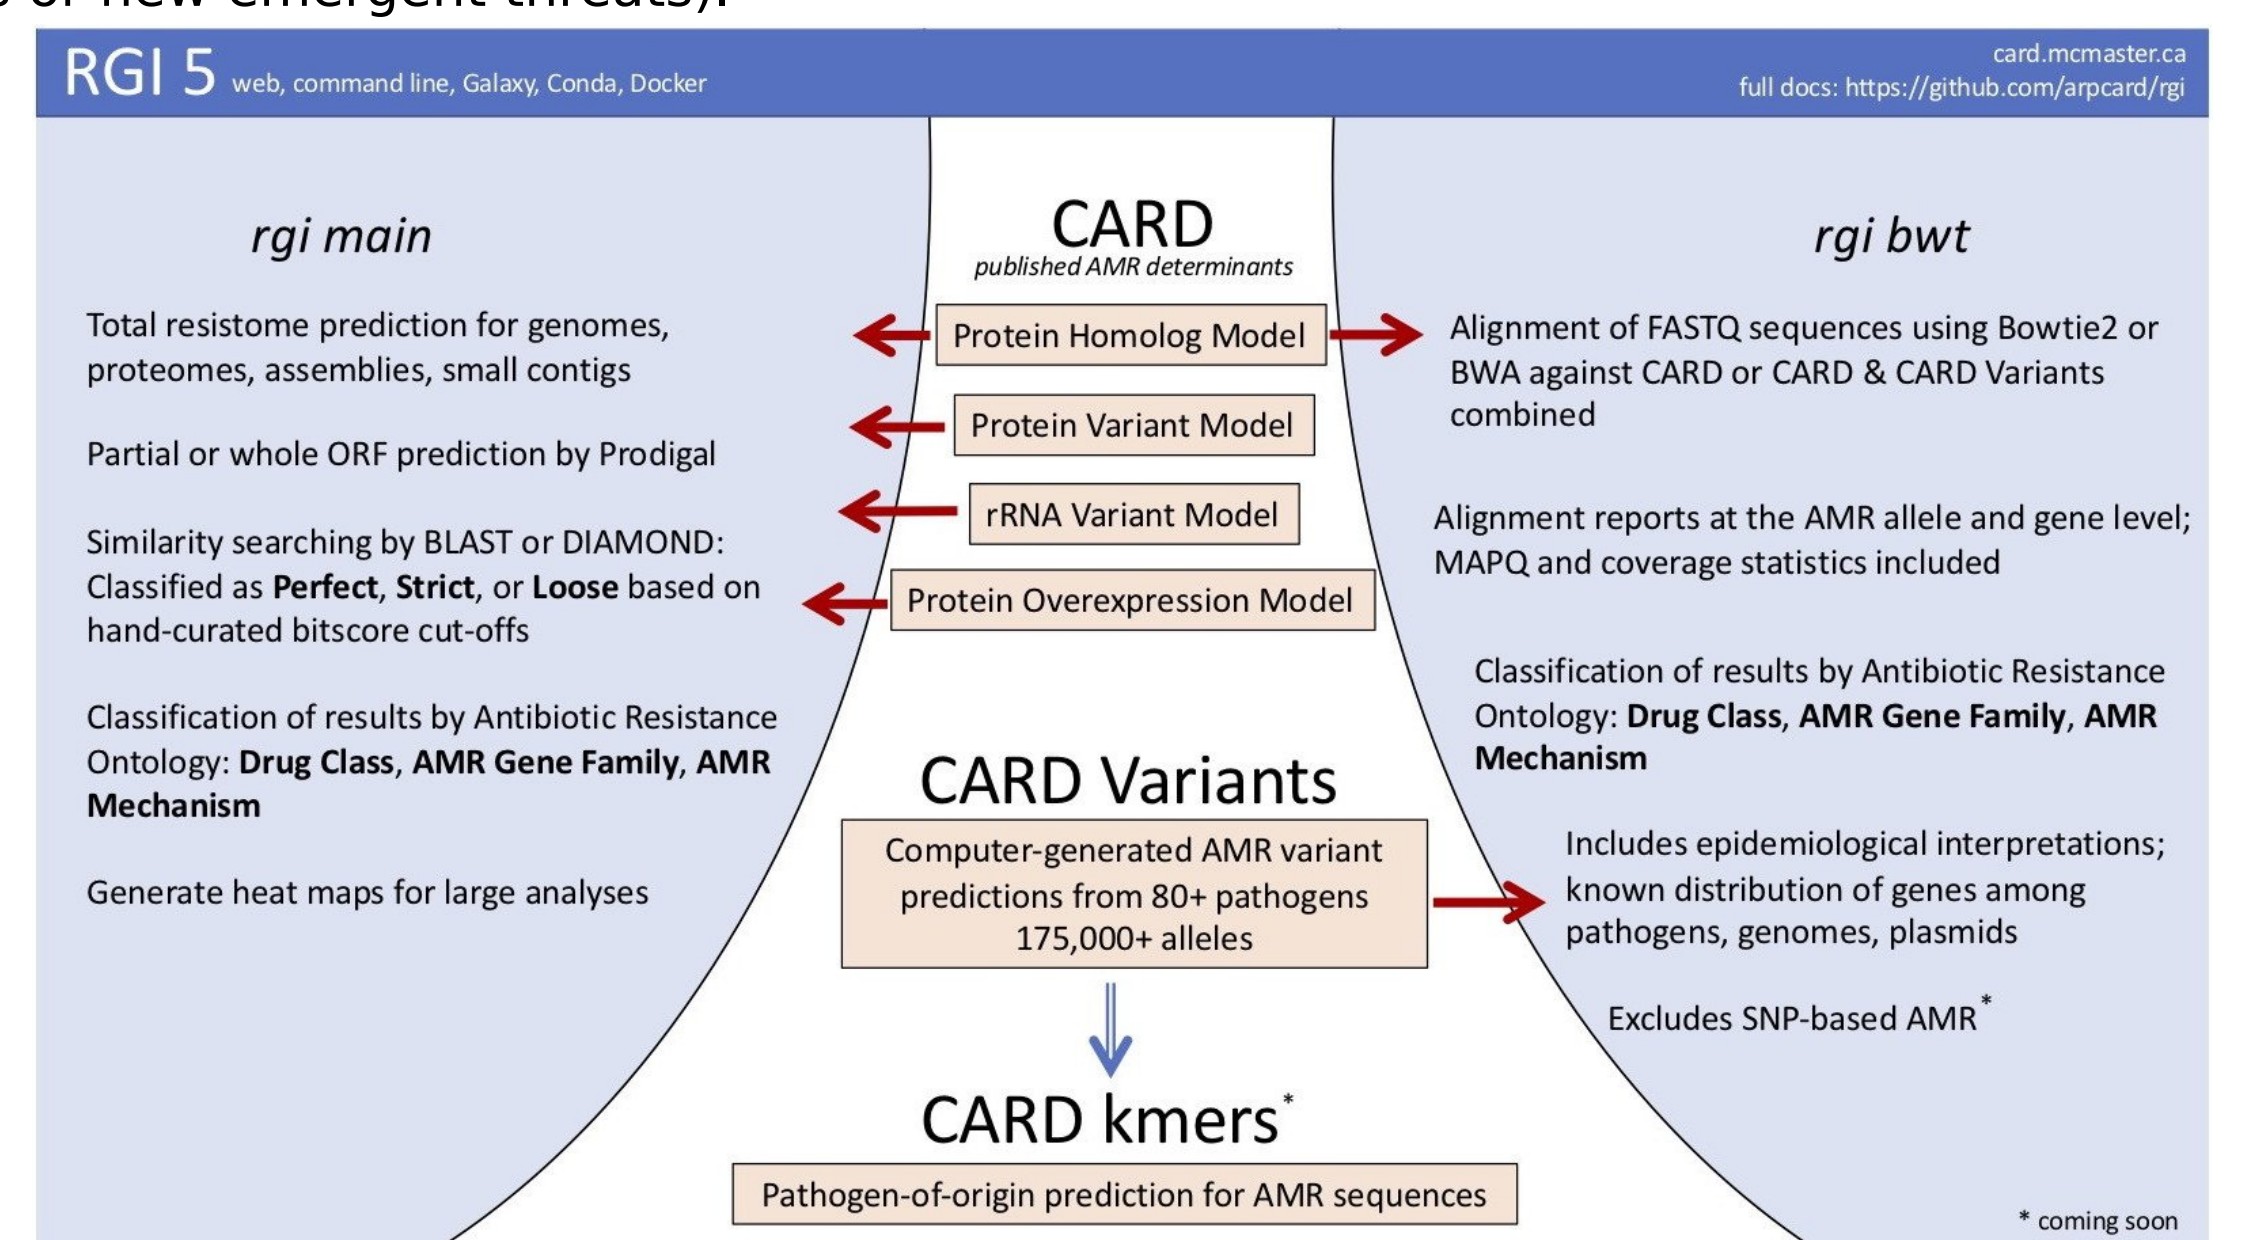 s or new emergent threats).
RGI 5 web, command line, Galaxy, Conda, Docker
card.mcmaster.ca
full docs: https://github.com/arpcard/rgi
rgi main
Total resistome prediction for genomes,
proteomes, assemblies, small contigs
Partial or whole ORF prediction by Prodigal
Similarity searching by BLAST or DIAMOND:
Classified as Perfect, Strict, or Loose based on
hand-curated bitscore cut-offs
Classification of results by Antibiotic Resistance
Ontology: Drug Class, AMR Gene Family, AMR
Mechanism
Generate heat maps for large analyses
CARD
published AMR determinants
Protein Homolog Model
Protein Variant Model
rRNA Variant Model
Protein Overexpression Model
CARD Variants
Computer-generated AMR variant
predictions from 80+ pathogens
175,000+ alleles
CARD kmers*
Pathogen-of-origin prediction for AMR sequences
rgi bwt
Alignment of FASTQ sequences using Bowtie2 or
BWA against CARD or CARD & CARD Variants
combined
Alignment reports at the AMR allele and gene level;
MAPQ and coverage statistics included
Classification of results by Antibiotic Resistance
Ontology: Drug Class, AMR Gene Family, AMR
Mechanism
Includes epidemiological interpretations;
known distribution of genes among
pathogens, genomes, plasmids
Excludes SNP-based AMR*
* coming soon